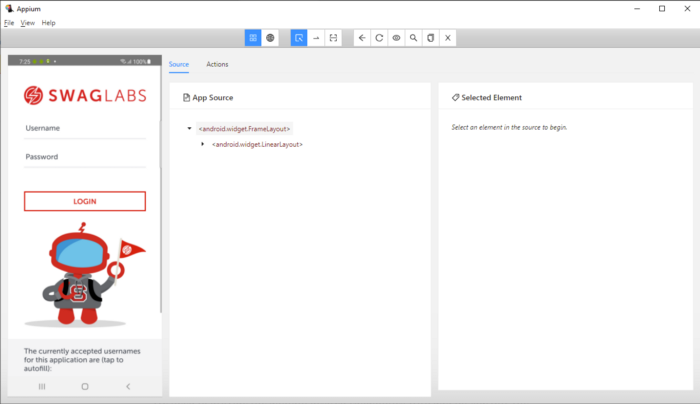 Appium
File View Help
7:25
100%
SWAGLABS
Username
Password
LOGIN
S
The currently accepted usernames
for this application are (tap to
autofill):
Source Actions
App Source
<android.widget.FrameLayout>
<android.widget.LinearLayout>
Selected Element
Select an element in the source to begin.